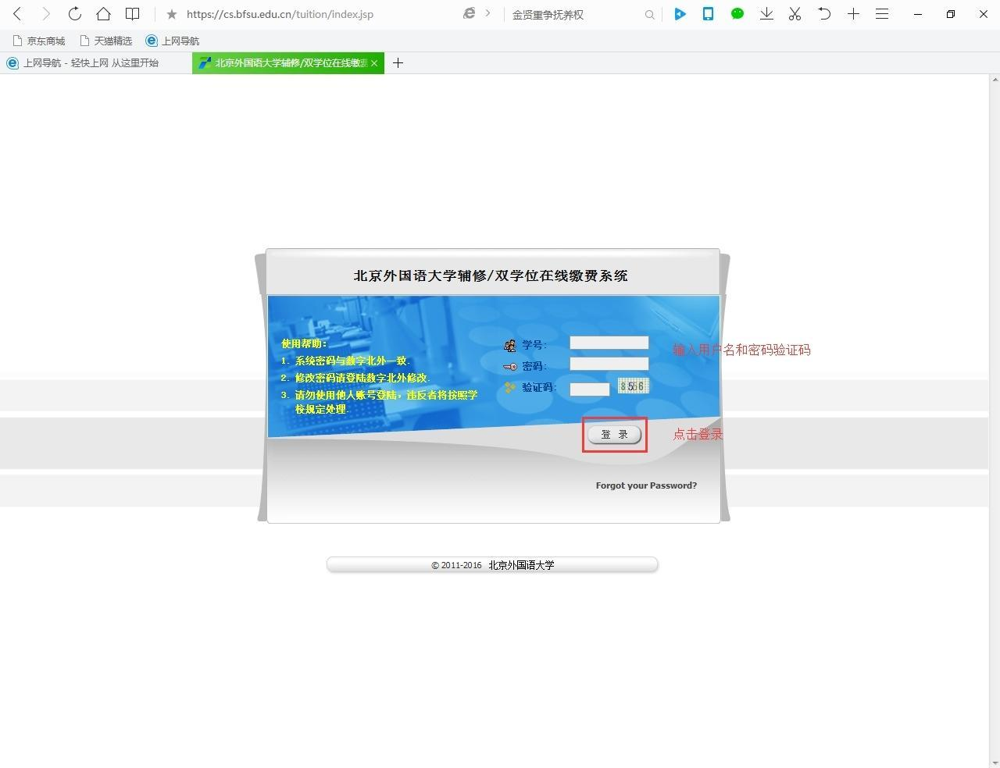 https://cs.bfsu.edu.cn/tuition/index.jsp
金贤重争抚养权
京东商城
天猫精选
上网导航
上网导航 - 轻快上网 从这里开始
北京外国语大学辅修/双学位在线缴费
北京外国语大学辅修/双学位在线缴费系统
使用帮助:
1. 系统密码与数字北外一致.
2. 修改密码请登陆数字北外修改.
3. 请勿使用他人账号登陆，违反者将按照学
校规定处理.
学号:
密码:
验证码:
8556
输入用户名和密码验证码
登 录
点击登录
Forgot your Password?
© 2011-2016 北京外国语大学